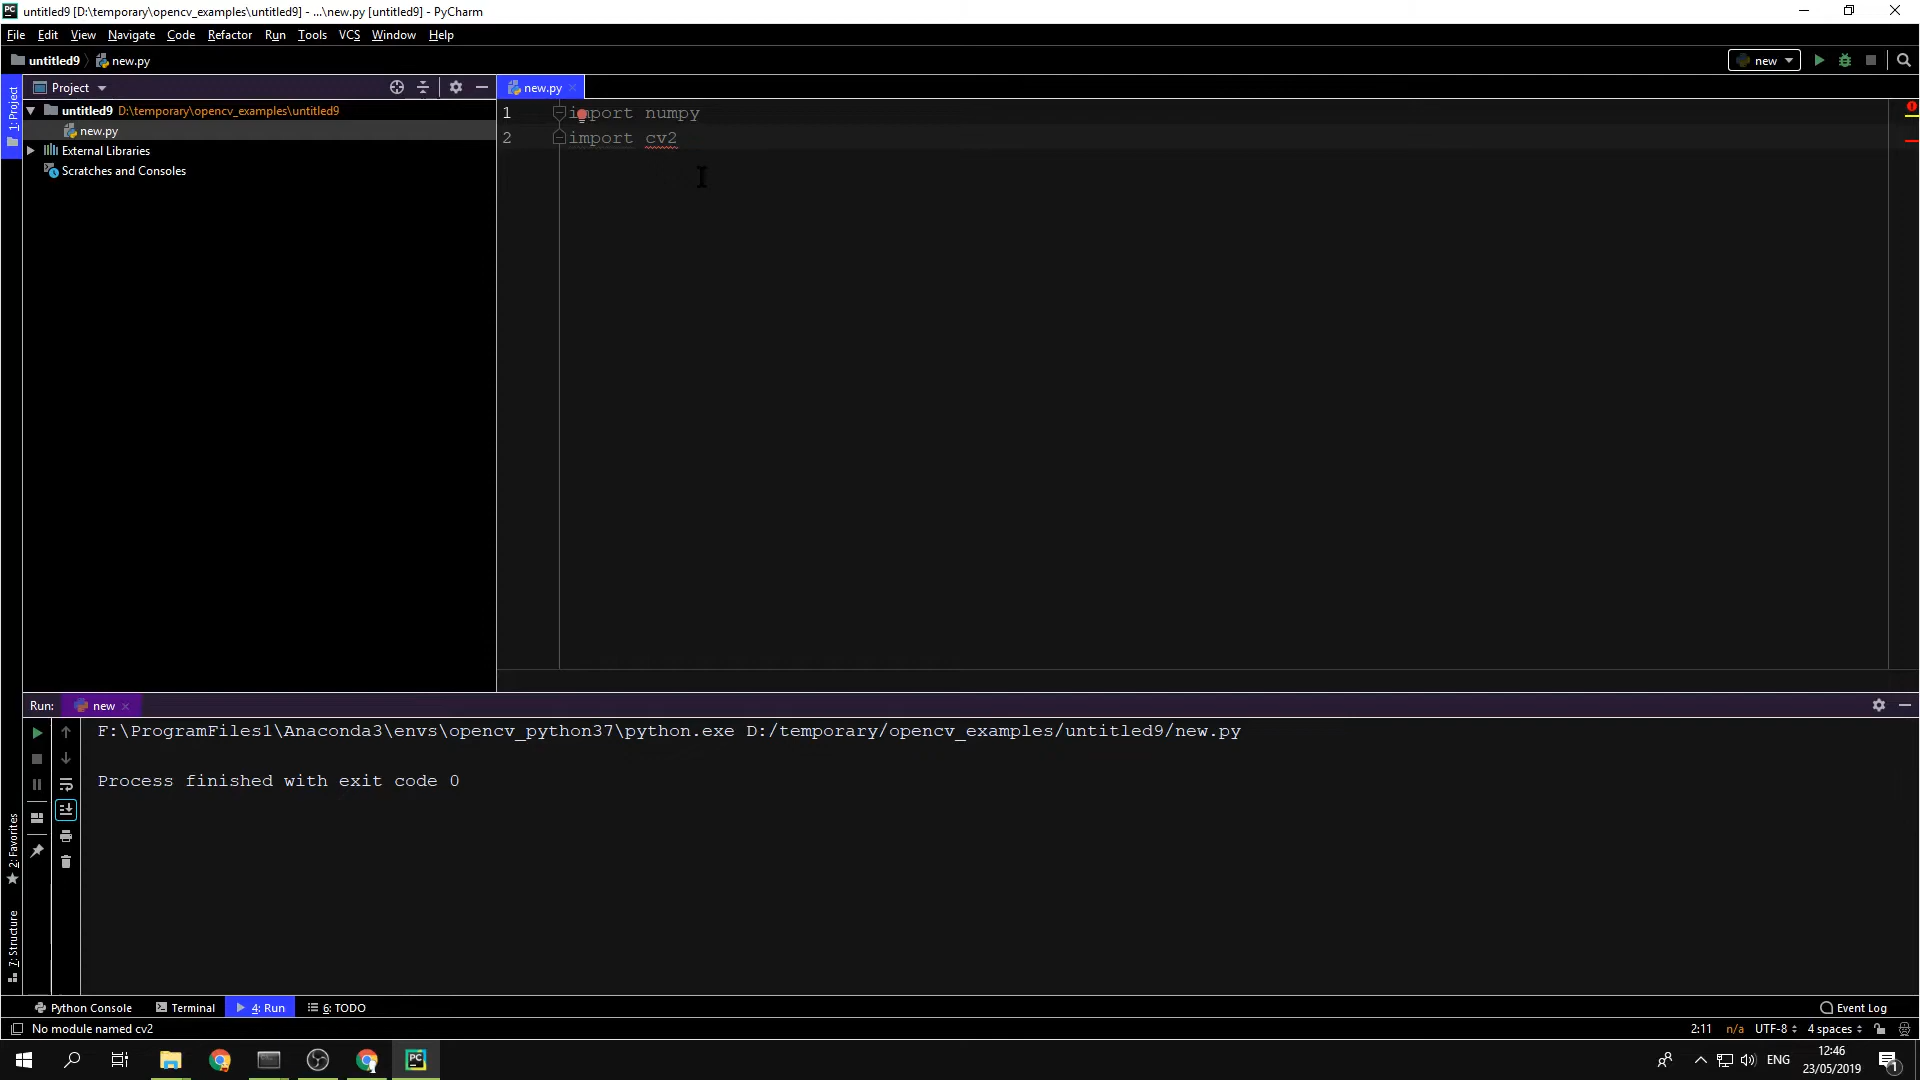 untitled9 [D:\temporary\opencv_examples\untitled9] - ...\new.py [untitled9] - PyCharm
File Edit View Navigate Code Refactor Run Tools VCS Window Help
untitled9 new.py
new
Project
new.py
1: Project
untitled9 D:\temporary\opencv_examples\untitled9
new.py
External Libraries
Scratches and Consoles
1 import numpy
2 import cv2
Run: new
F:\ProgramFiles1\Anaconda3\envs\opencv_python37\python.exe D:/temporary/opencv_examples/untitled9/new.py
Process finished with exit code 0
2: Favorites
7: Structure
Python Console Terminal 4: Run 6: TODO Event Log
No module named cv2 2:11 n/a UTF-8 4 spaces
PC
ENG
12:46
23/05/2019
1